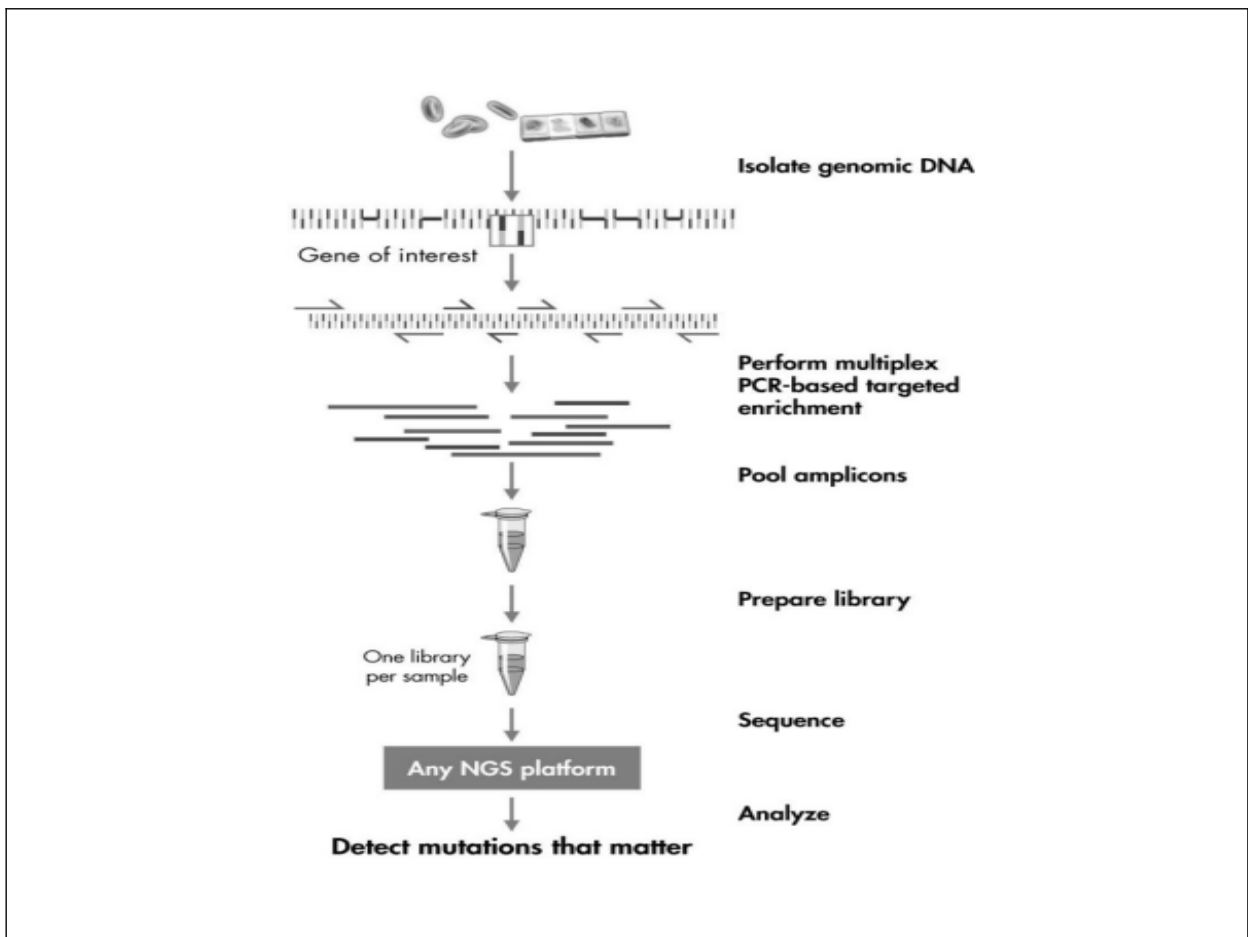 Isolate genomic DNA
Gene of interest
Perform multiplex
PCR-based targeted
enrichment
Pool amplicons
Prepare library
One library
per sample
Sequence
Any NGS platform
Analyze
Detect mutations that matter